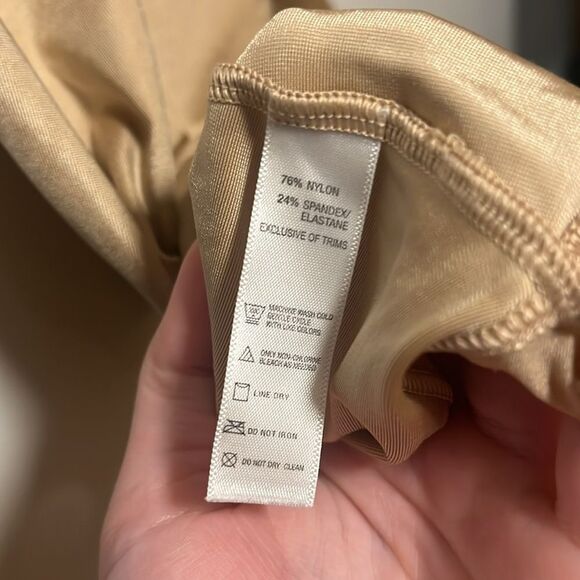 76% NYLON
24% SPANDEX/
ELASTANE
EXCLUSIVE OF TRIMS
MACHINE WASH COLD
GENTLE CYCLE
WITH LIKE COLORS
ONLY NON-CHLORINE
BLEACH AS NEEDED
LINE DRY
DO NOT IRON
DO NOT DRY CLEAN